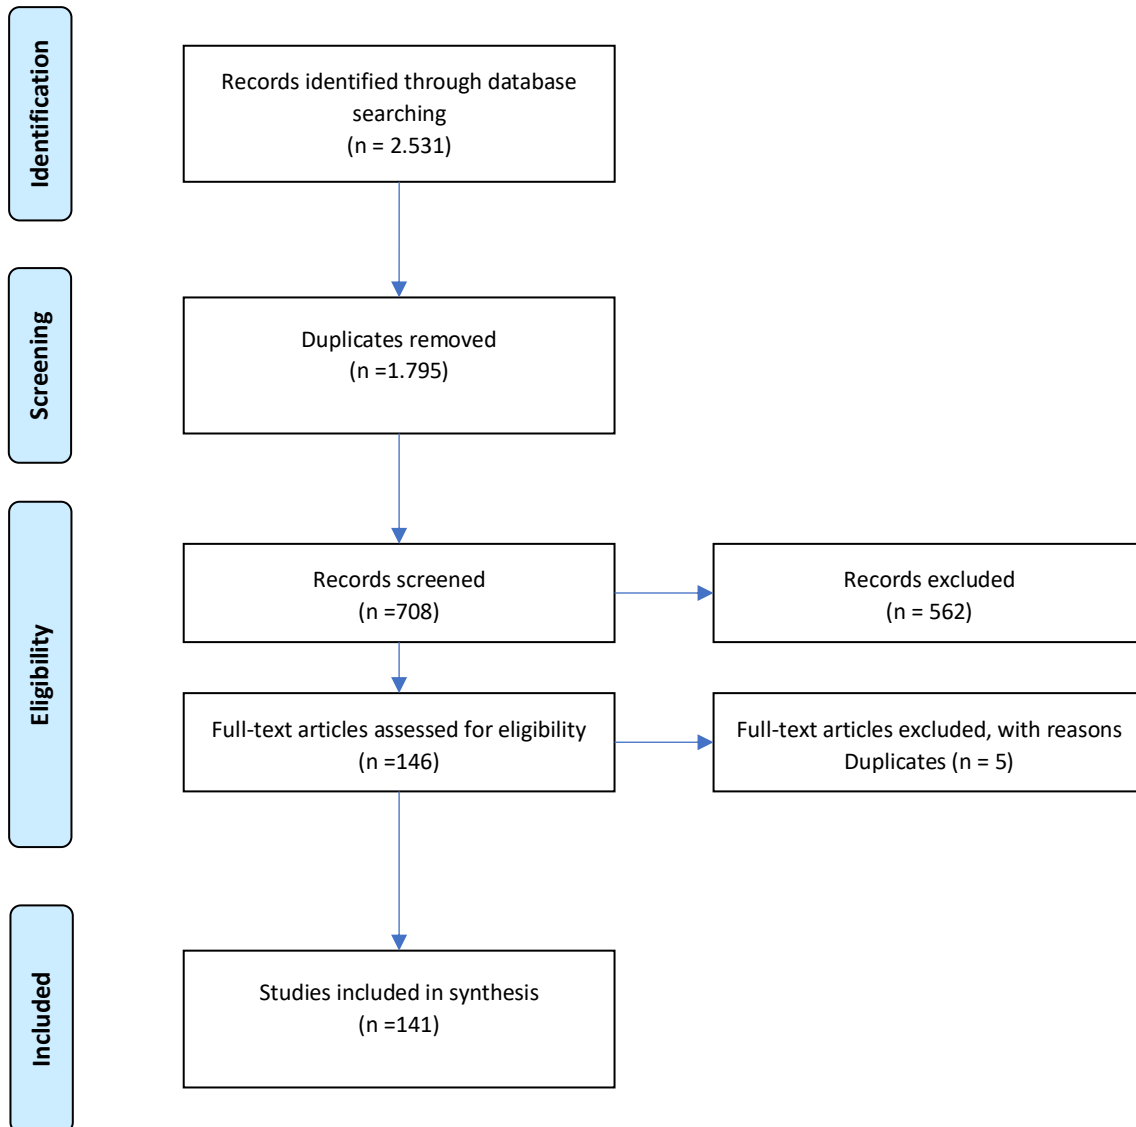 Identification
Records identified through database
searching
(n = 2.531)
Screening
Duplicates removed
(n =1.795)
Eligibility
Records screened
(n =708)
Records excluded
(n = 562)
Full-text articles assessed for eligibility
(n =146)
Full-text articles excluded, with reasons
Duplicates (n = 5)
Included
Studies included in synthesis
(n =141)